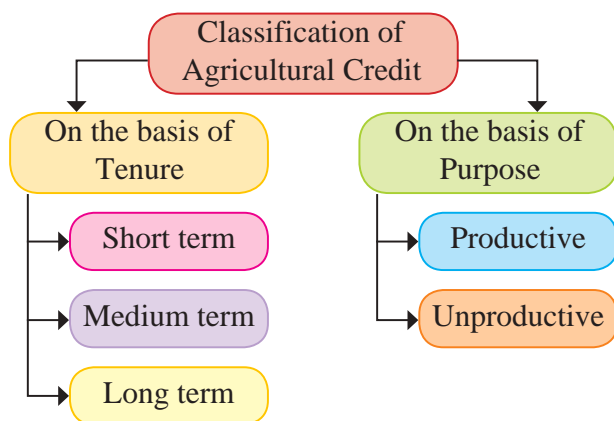 Classification of
Agricultural Credit
On the basis of
Tenure
Short term
Medium term
Long term
On the basis of
Purpose
Productive
Unproductive